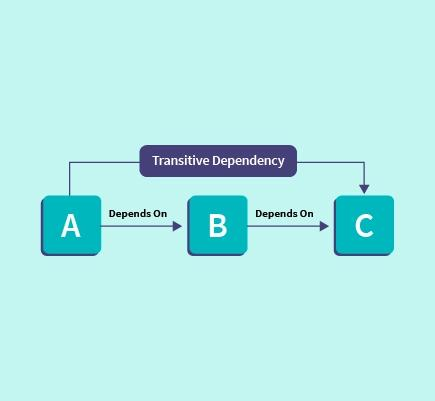 Transitive Dependency
A
Depends On
B
Depends On
C